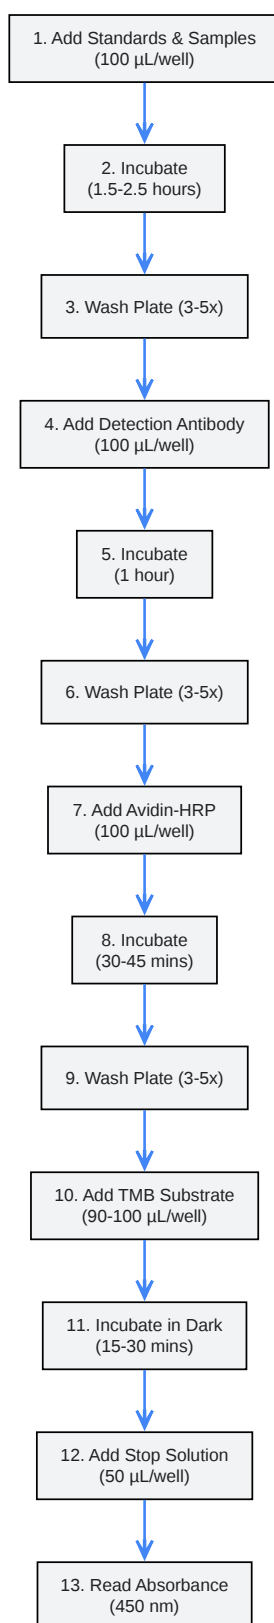 1. Add Standards & Samples
(100 µL/well)
2. Incubate
(1.5-2.5 hours)
3. Wash Plate (3-5x)
4. Add Detection Antibody
(100 µL/well)
5. Incubate
(1 hour)
6. Wash Plate (3-5x)
7. Add Avidin-HRP
(100 µL/well)
8. Incubate
(30-45 mins)
9. Wash Plate (3-5x)
10. Add TMB Substrate
(90-100 µL/well)
11. Incubate in Dark
(15-30 mins)
12. Add Stop Solution
(50 µL/well)
13. Read Absorbance
(450 nm)